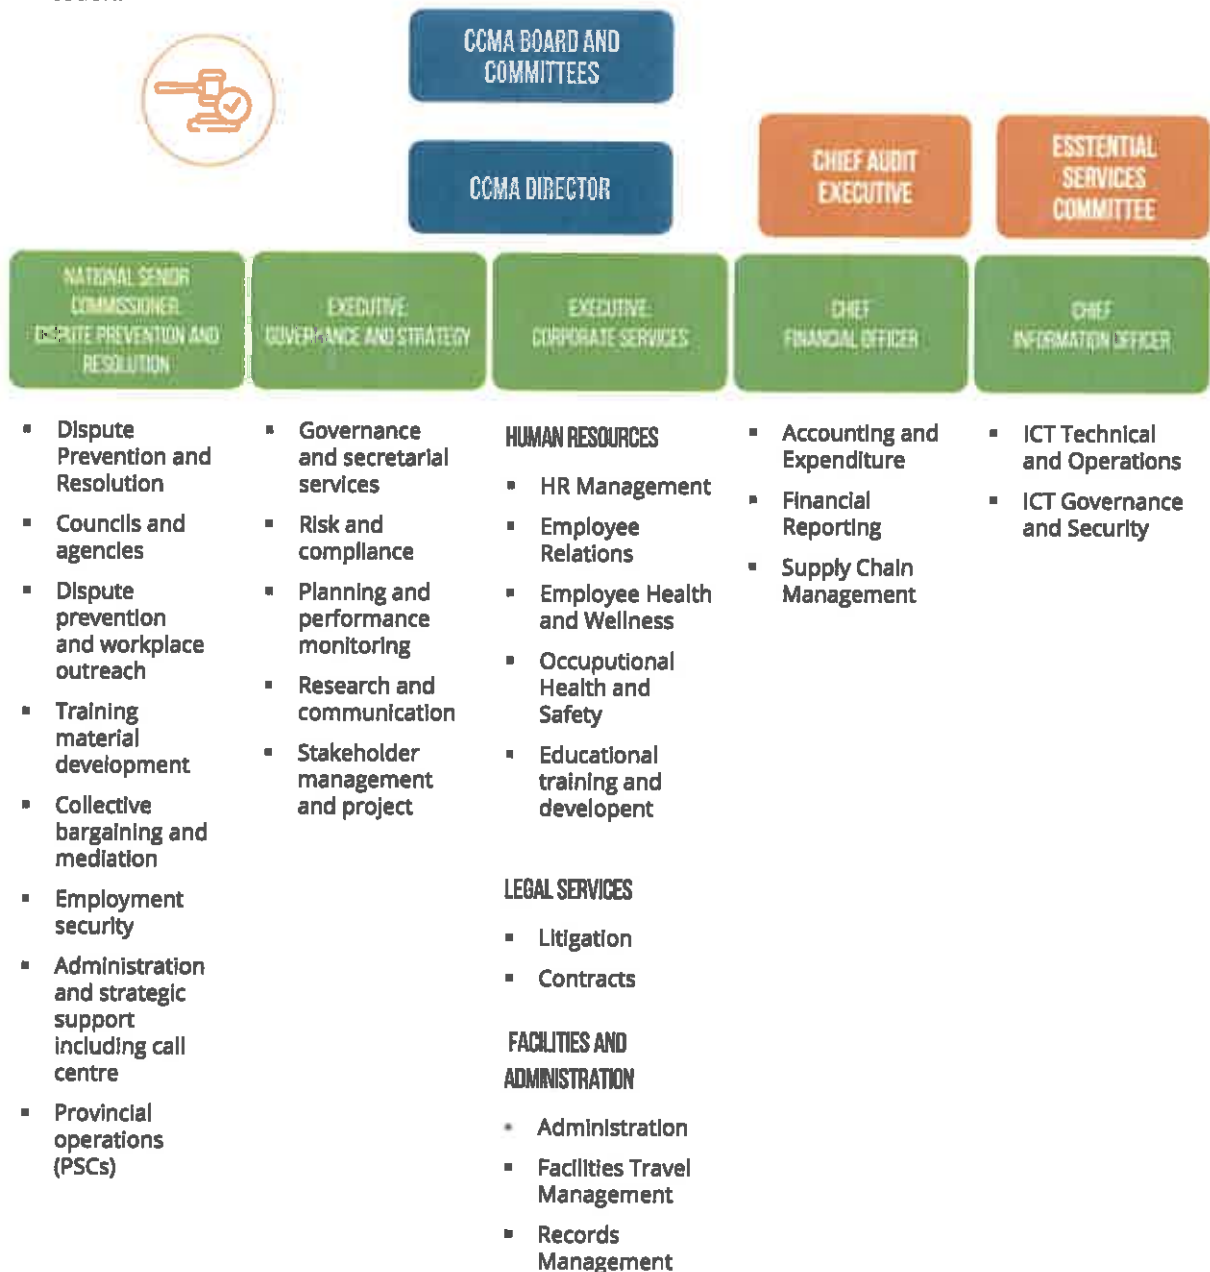 CCMA BOARD AND
COMMITTEES
CCMA DIRECTOR
CHIEF AUDIT
EXECUTIVE
ESSTENTIAL
SERVICES
COMMITTEE
NATIONAL SENIOR
COMMISSIONER:
DISPUTE PREVENTION AND
RESOLUTION
EXECUTIVE:
GOVERNANCE AND STRATEGY
EXECUTIVE:
CORPORATE SERVICES
CHIEF
FINANCIAL OFFICER
CHIEF
INFORMATION OFFICER
▪ Dispute
Prevention and
Resolution
▪ Councils and
agencies
▪ Dispute
prevention
and workplace
outreach
▪ Training
material
development
▪ Collective
bargaining and
mediation
▪ Employment
security
▪ Administration
and strategic
support
including call
centre
▪ Provincial
operations
(PSCs)
▪ Governance
and secretarial
services
▪ Risk and
compliance
▪ Planning and
performance
monitoring
▪ Research and
communication
▪ Stakeholder
management
and project
HUMAN RESOURCES
▪ HR Management
▪ Employee
Relations
▪ Employee Health
and Wellness
▪ Occuputional
Health and
Safety
▪ Educational
training and
developent
LEGAL SERVICES
▪ Litigation
▪ Contracts
FACILITIES AND
ADMINISTRATION
▪ Administration
▪ Facilities Travel
Management
▪ Records
Management
▪ Accounting and
Expenditure
▪ Financial
Reporting
▪ Supply Chain
Management
▪ ICT Technical
and Operations
▪ ICT Governance
and Security